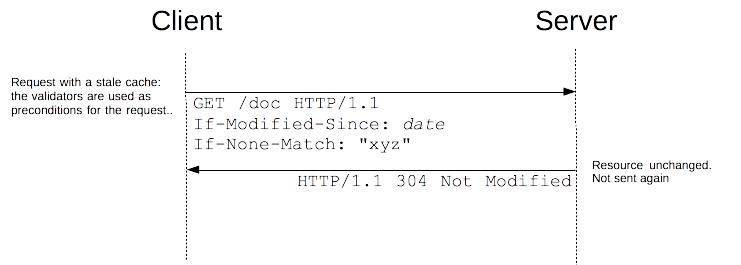 Client
Server
Request with a stale cache:
the validators are used as
preconditions for the request..
GET /doc HTTP/1.1
If-Modified-Since: date
If-None-Match: "xyz"
Resource unchanged.
Not sent again
HTTP/1.1 304 Not Modified